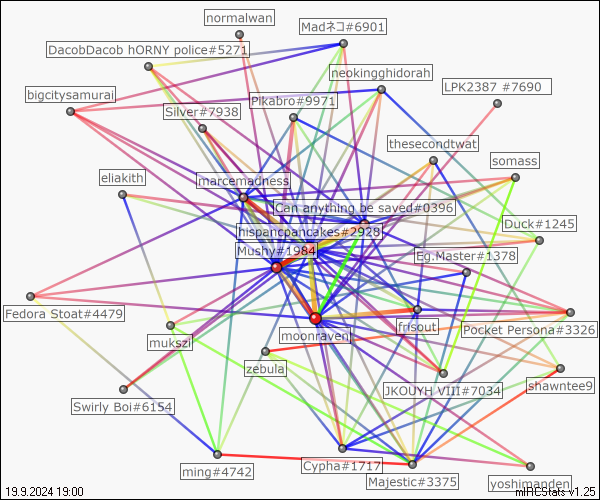 normalwan
Madネコ#6901
DacobDacob hORNY police#5271
neokingghidorah
LPK2387 #7690
bigcitysamurai
Pikabro#9971
Silver#7938
thesecondtwat
somass
eliakith
marcemadness
Can anything be saved#0396
Duck#1245
hispanicpancakes#2928
Mushy#1984
Eg.Master#1378
Fedora Stoat#4479
moonraven
frisout
Pocket Persona#3326
mukszi
zebula
JKOUYH VIII#7034
shawntee9
Swirly Boi#6154
ming#4742
Cypha#1717
Majestic#3375
yoshimanden
19.9.2024 19:00
mIRCStats v1.25